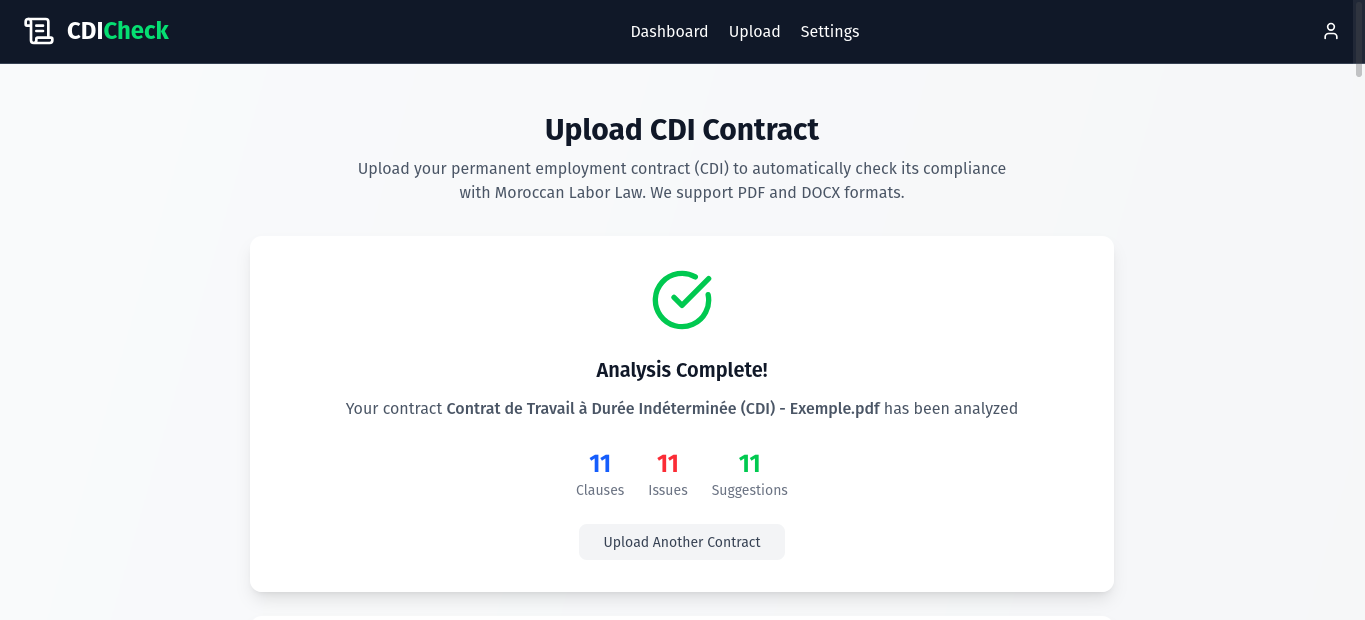 CDICheck
Dashboard Upload Settings
Upload CDI Contract
Upload your permanent employment contract (CDI) to automatically check its compliance
with Moroccan Labor Law. We support PDF and DOCX formats.
Analysis Complete!
Your contract Contrat de Travail à Durée Indéterminée (CDI) - Exemple.pdf has been analyzed
11 11 11
Clauses Issues Suggestions
Upload Another Contract